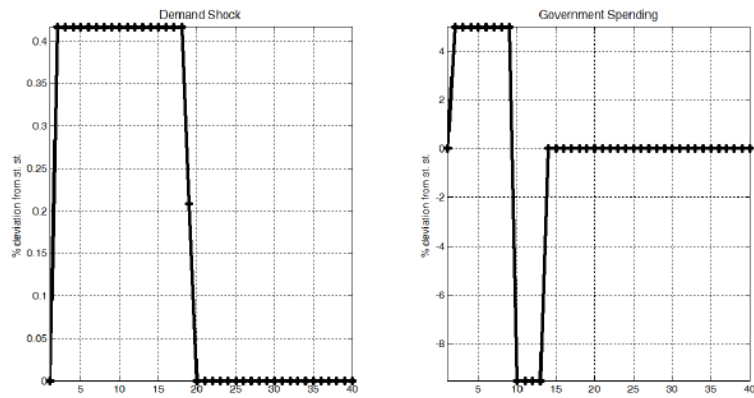 Demand Shock
% deviation from st. st.
0.4
0.35
0.3
0.25
0.2
0.15
0.1
0.05
0
5 10 15 20 25 30 35 40
Government Spending
% deviation from st. st.
4
2
0
-2
-4
-6
-8
5 10 15 20 25 30 35 40